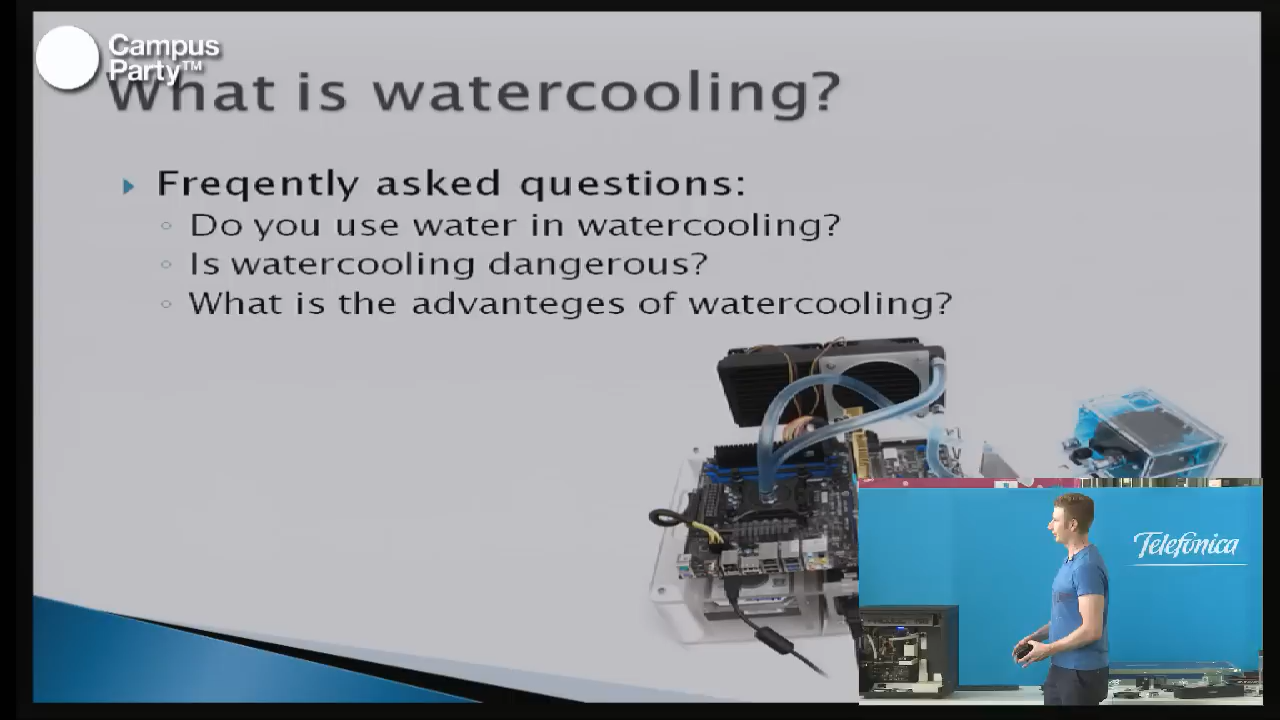 Campus
Party™
What is watercooling?
Freqently asked questions:
Do you use water in watercooling?
Is watercooling dangerous?
What is the advanteges of watercooling?
Telefónica